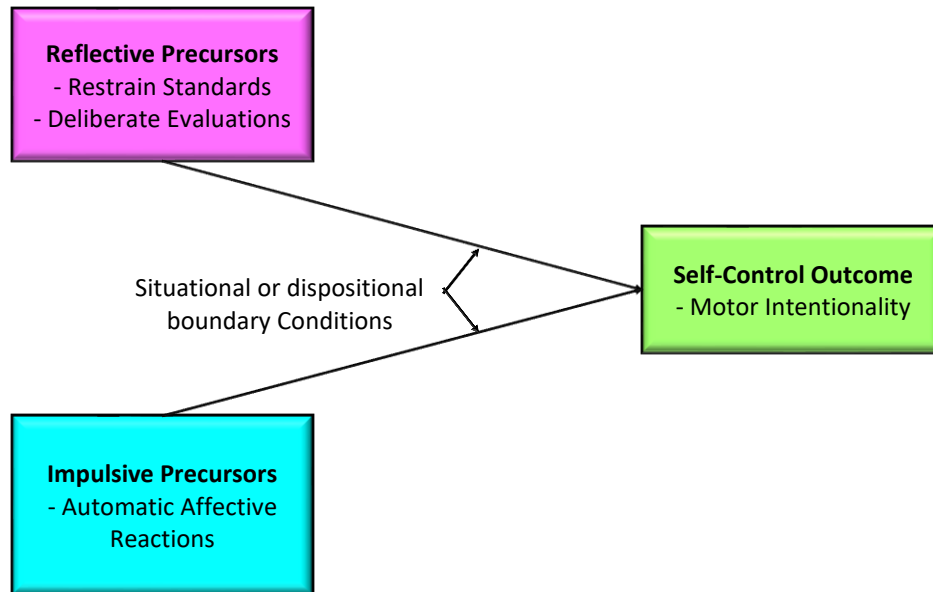 Reflective Precursors
- Restrain Standards
- Deliberate Evaluations
Self-Control Outcome
- Motor Intentionality
Situational or dispositional
boundary Conditions
Impulsive Precursors
- Automatic Affective
Reactions